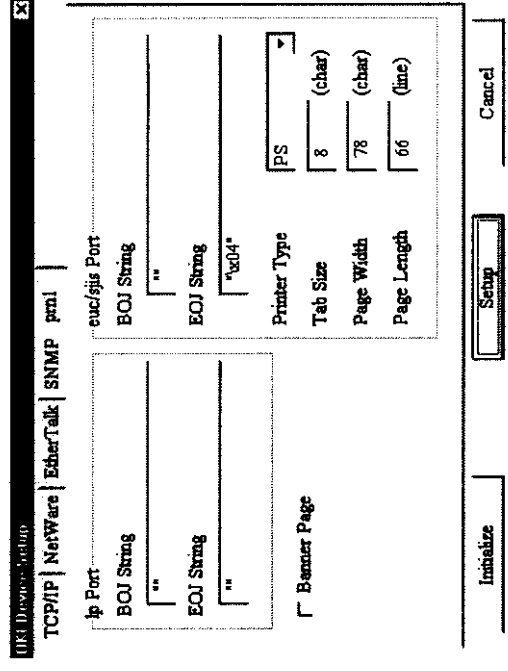 OKI Device Setup
TCP/IP NetWare EtherTalk SNMP prn1
lp Port
BOJ String
""
EOJ String
""
Banner Page
euc/sjis Port
BOJ String
""
EOJ String
"\x04"
Printer Type PS
Tab Size 8 (char)
Page Width 78 (char)
Page Length 66 (line)
Initialize Setup Cancel